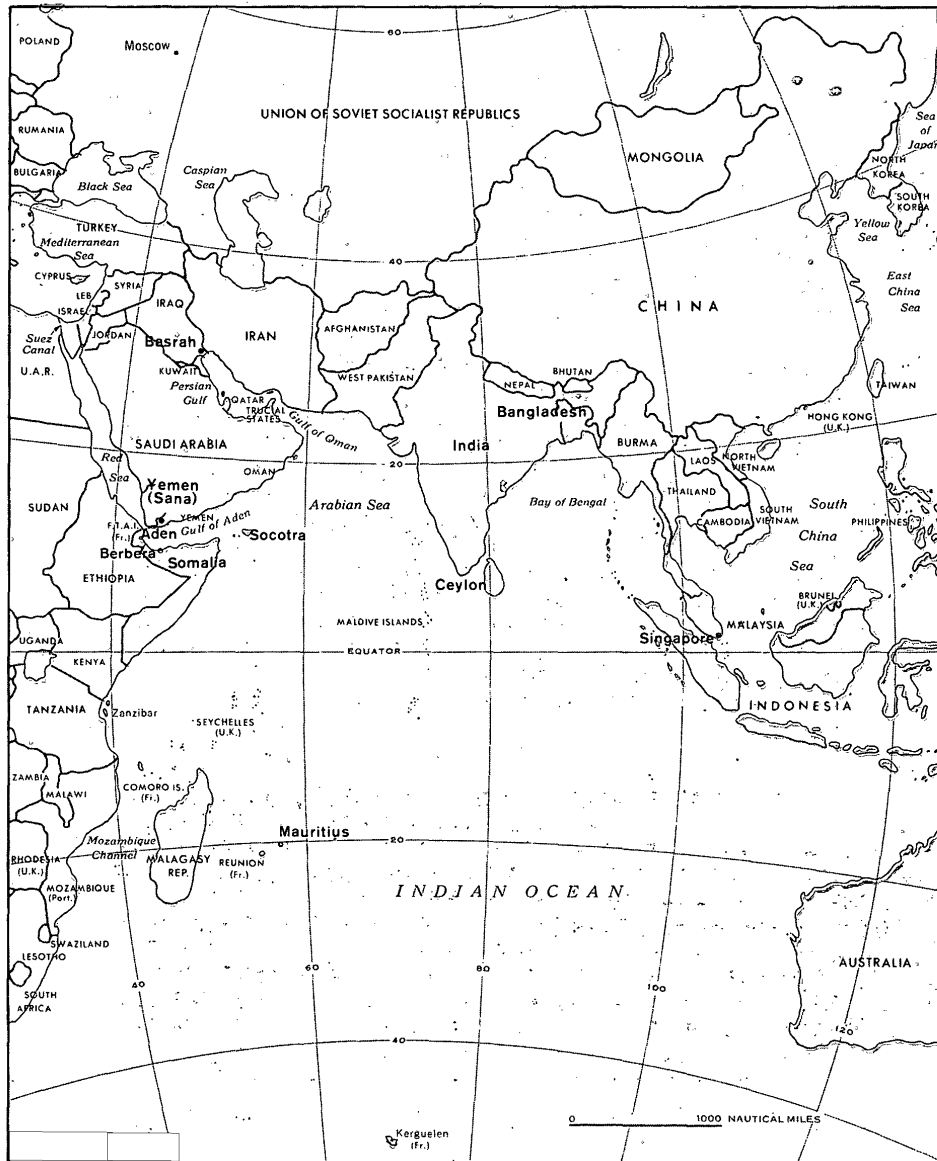 60
POLAND
Moscow
UNION OF SOVIET SOCIALIST REPUBLICS
RUMANIA
BULGARIA
Black Sea
Caspian
Sea
MONGOLIA
Sea
of
Japan
NORTH
KOREA
SOUTH
KOREA
Yellow
Sea
TURKEY
Mediterranean
Sea
CYPRUS
LEB
SYRIA
ISRAEL
IRAQ
40
East
China
Sea
CHINA
Suez
Canal
JORDAN
Basrah
IRAN
AFGHANISTAN
U.A.R.
KUWAIT
Persian
Gulf
WEST PAKISTAN
NEPAL
BHUTAN
TAIWAN
QATAR
TRUCIAL
STATES
Gulf of Oman
Bangladesh
HONG KONG
(U.K.)
SAUDI ARABIA
India
BURMA
Red
Sea
OMAN
20
LAOS
NORTH
VIETNAM
Yemen
(Sana)
THAILAND
SUDAN
Arabian Sea
Bay of Bengal
South
China
Sea
F.T.A.I.
(Fr.)
Aden
YEMEN
Gulf of Aden
Socotra
CAMBODIA
SOUTH
VIETNAM
PHILIPPINES
Berbera
Somalia
ETHIOPIA
Ceylon
BRUNEI
(U.K.)
MALDIVE ISLANDS
MALAYSIA
UGANDA
Singapore
KENYA
EQUATOR
TANZANIA
Zanzibar
SEYCHELLES
(U.K.)
INDONESIA
ZAMBIA
MALAWI
COMORO IS.
(Fr.)
Mauritius
Mozambique
Channel
20
RHODESIA
(U.K.)
MALAGASY
REP.
REUNION
(Fr.)
MOZAMBIQUE
(Port.)
INDIAN OCEAN
SWAZILAND
LESOTHO
AUSTRALIA
SOUTH
AFRICA
40
60
80
100
120
40
0 1000 NAUTICAL MILES
Kerguelen
(Fr.)